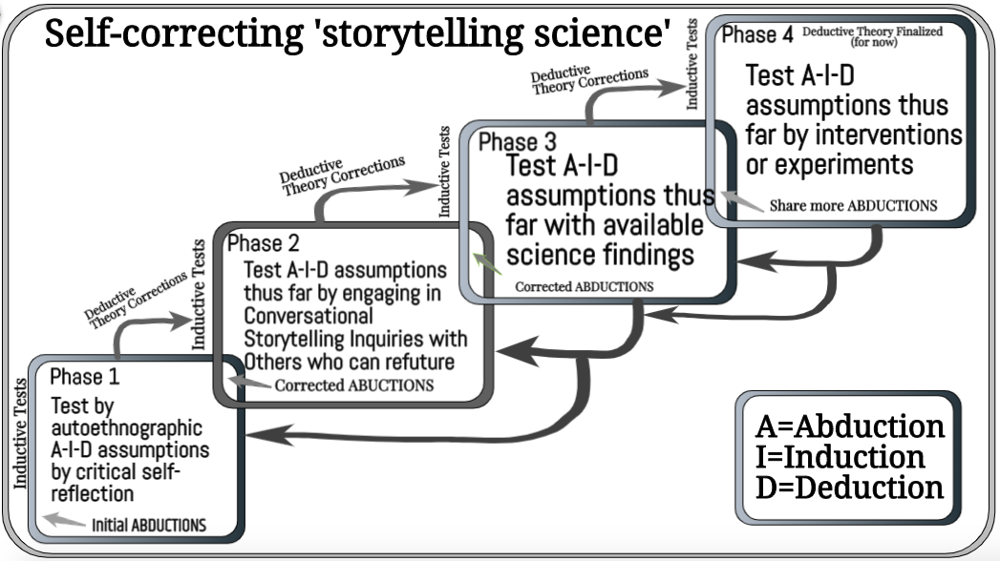 Self-correcting 'storytelling science'
Inductive Tests
Phase 1
Test by
autoethnographic
A-I-D assumptions
by critical self-
reflection
Initial ABDUCTIONS
Deductive
Theory Corrections
Inductive Tests
Phase 2
Test A-I-D assumptions
thus far by engaging in
Conversational
Storytelling Inquiries with
Others who can refuture
Corrected ABUCTIONS
Deductive
Theory Corrections
Inductive Tests
Phase 3
Test A-I-D
assumptions thus
far with available
science findings
Corrected ABDUCTIONS
Deductive
Theory Corrections
Inductive Tests
Phase 4
Deductive Theory Finalized
(for now)
Test A-I-D
assumptions thus
far by interventions
or experiments
Share more ABDUCTIONS
A=Abduction
I=Induction
D=Deduction